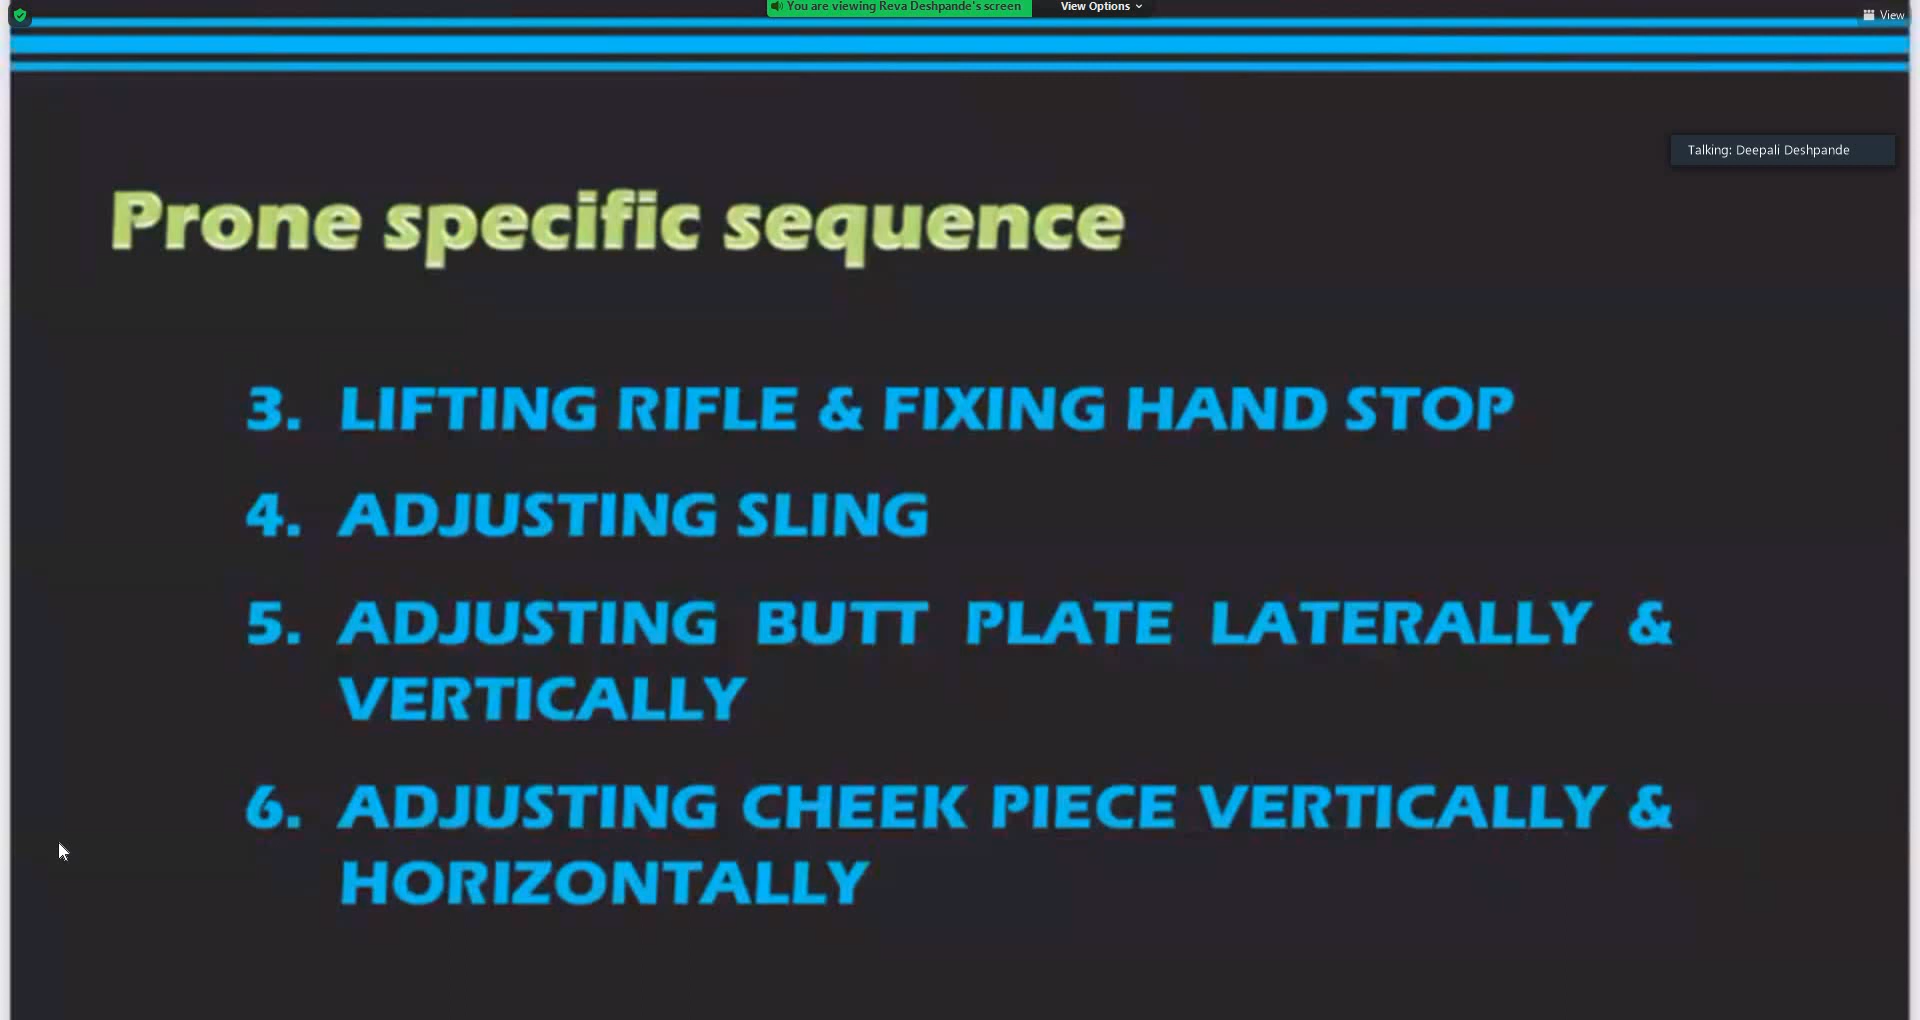 You are viewing Reva Deshpande's screen
View Options
View
Talking: Deepali Deshpande
Prone specific sequence
3. LIFTING RIFLE & FIXING HAND STOP
4. ADJUSTING SLING
5. ADJUSTING BUTT PLATE LATERALLY &
VERTICALLY
6. ADJUSTING CHEEK PIECE VERTICALLY &
HORIZONTALLY